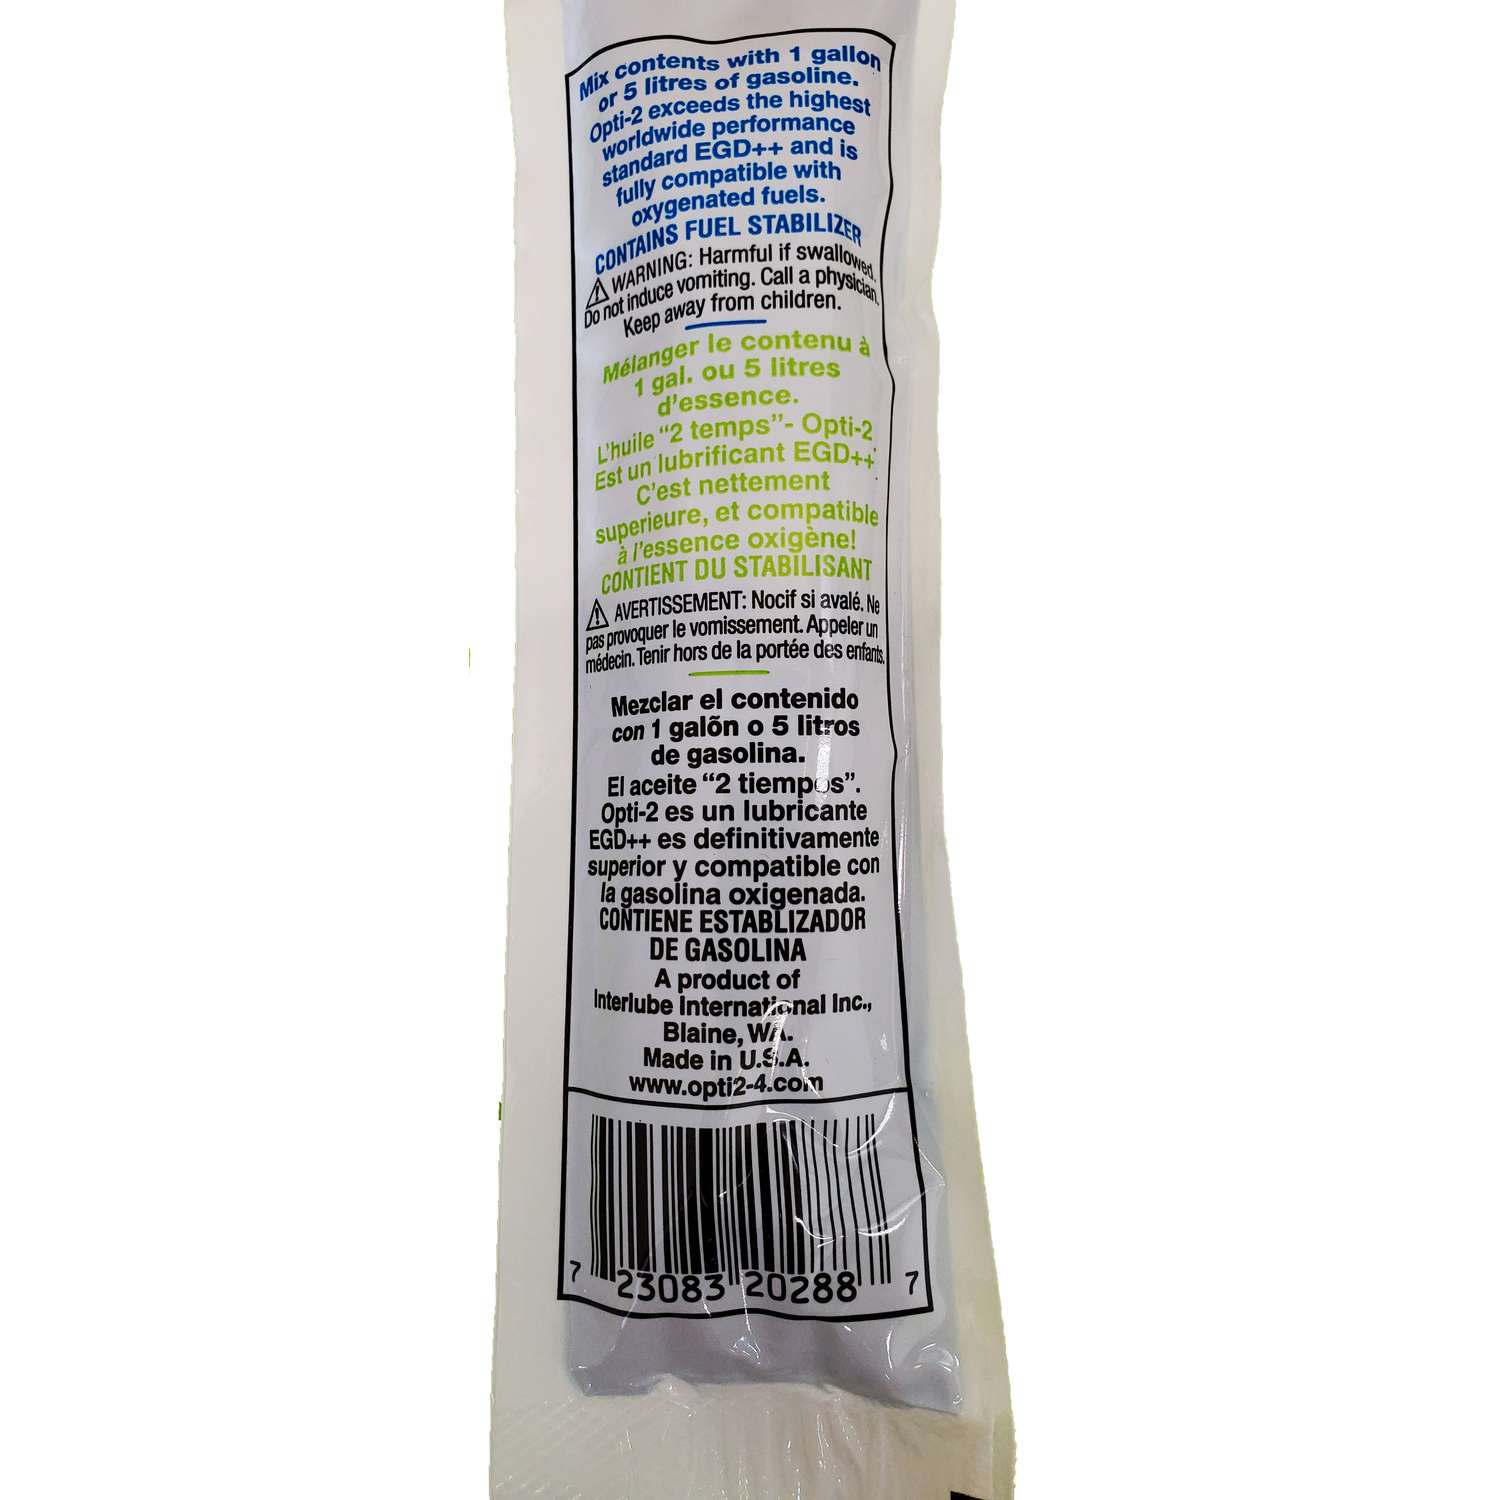 Mix contents with 1 gallon
or 5 litres of gasoline.
Opti-2 exceeds the highest
worldwide performance
standard EGD++ and is
fully compatible with
oxygenated fuels.
CONTAINS FUEL STABILIZER
WARNING: Harmful if swallowed.
Do not induce vomiting. Call a physician.
Keep away from children.
Mélanger le contenu à
1 gal. ou 5 litres
d'essence.
L'huile "2 temps"- Opti-2.
Est un lubrificant EGD++.
C'est nettement
superieure, et compatible
à l'essence oxigène!
CONTIENT DU STABILISANT
AVERTISSEMENT: Nocif si avalé. Ne
pas provoquer le vomissement. Appeler un
médecin. Tenir hors de la portée des enfants.
Mezclar el contenido
con 1 galõn o 5 litros
de gasolina.
El aceite "2 tiempos".
Opti-2 es un lubricante
EGD++ es definitivamente
superior y compatible con
la gasolina oxigenada.
CONTIENE ESTABLIZADOR
DE GASOLINA
A product of
Interlube International Inc.,
Blaine, WA.
Made in U.S.A.
www.opti2-4.com
7 23083 20288 7